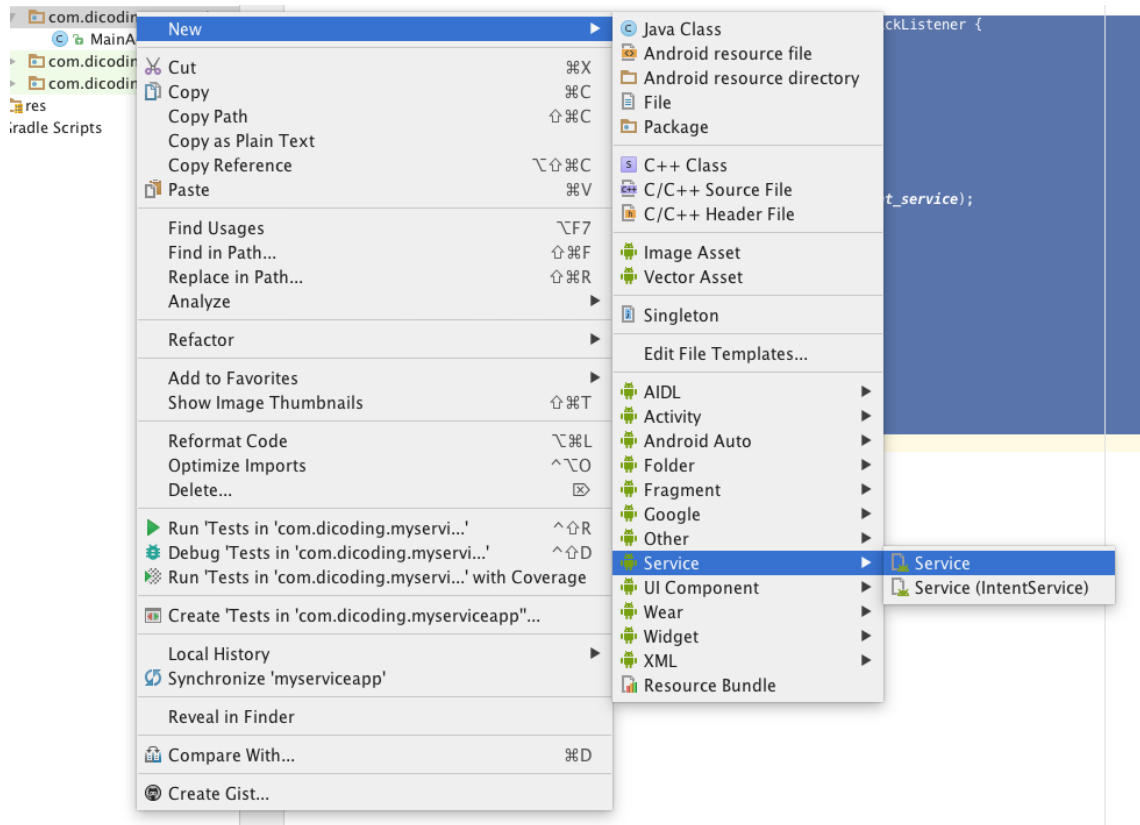 com.dicodin
MainA
com.dicodin
com.dicodin
res
Gradle Scripts
ckListener {
t_service);
New
Cut ⌘X
Copy ⌘C
Copy Path ⇧⌘C
Copy as Plain Text
Copy Reference ⌥⇧⌘C
Paste ⌘V
Find Usages ⌥F7
Find in Path... ⇧⌘F
Replace in Path... ⇧⌘R
Analyze
Refactor
Add to Favorites
Show Image Thumbnails ⇧⌘T
Reformat Code ⌥⌘L
Optimize Imports ^⌥O
Delete... ⌦
Run 'Tests in 'com.dicoding.myservi...' ^⇧R
Debug 'Tests in 'com.dicoding.myservi...' ^⇧D
Run 'Tests in 'com.dicoding.myservi...' with Coverage
Create 'Tests in 'com.dicoding.myserviceapp''...
Local History
Synchronize 'myserviceapp'
Reveal in Finder
Compare With... ⌘D
Create Gist...
Java Class
Android resource file
Android resource directory
File
Package
C++ Class
C/C++ Source File
C/C++ Header File
Image Asset
Vector Asset
Singleton
Edit File Templates...
AIDL
Activity
Android Auto
Folder
Fragment
Google
Other
Service
UI Component
Wear
Widget
XML
Resource Bundle
Service
Service (IntentService)